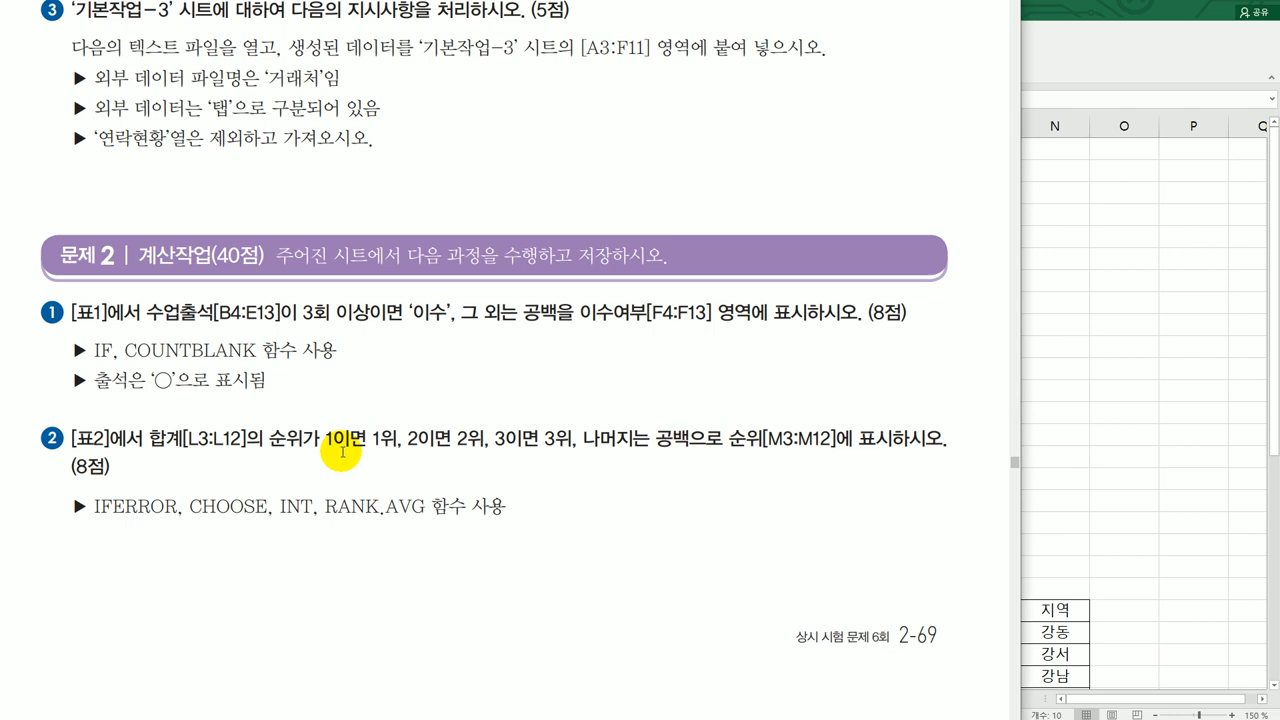 3 '기본작업-3' 시트에 대하여 다음의 지시사항을 처리하시오. (5점)
다음의 텍스트 파일을 열고, 생성된 데이터를 '기본작업-3' 시트의 [A3:F11] 영역에 붙여 넣으시오.
▶ 외부 데이터 파일명은 '거래처'임
▶ 외부 데이터는 '탭'으로 구분되어 있음
▶ '연락현황'열은 제외하고 가져오시오.
문제 2 | 계산작업(40점) 주어진 시트에서 다음 과정을 수행하고 저장하시오.
1 [표1]에서 수업출석[B4:E13]이 3회 이상이면 '이수', 그 외는 공백을 이수여부[F4:F13] 영역에 표시하시오. (8점)
▶ IF, COUNTBLANK 함수 사용
▶ 출석은 '○'으로 표시됨
2 [표2]에서 합계[L3:L12]의 순위가 1이면 1위, 2이면 2위, 3이면 3위, 나머지는 공백으로 순위[M3:M12]에 표시하시오.
(8점)
▶ IFERROR, CHOOSE, INT, RANK.AVG 함수 사용
상시 시험 문제 6회 2-69
공유
N O P Q
지역
강동
강서
강남
개수: 10 150 %